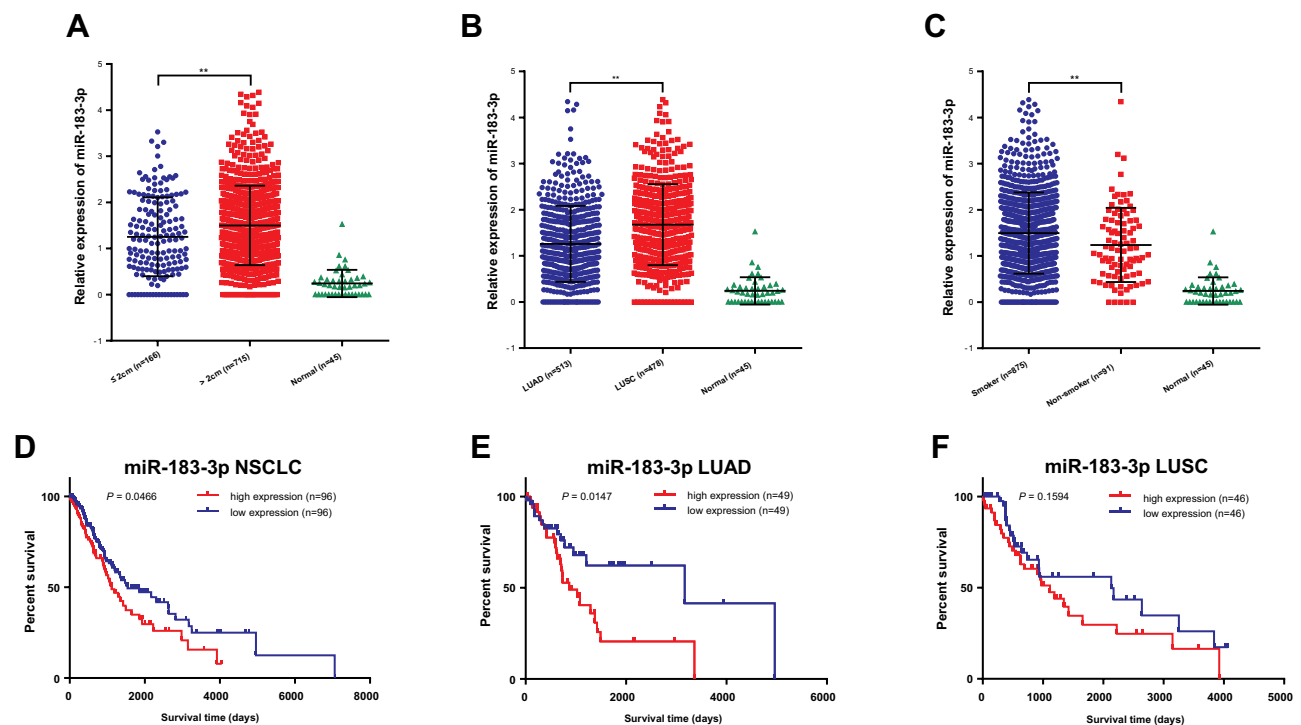 A
Relative expression of miR-183-3p
5
4
3
2
1
0
-1
**
≤ 2cm (n=166)
> 2cm (n=715)
Normal (n=45)
B
Relative expression of miR-183-3p
5
4
3
2
1
0
-1
**
LUAD (n=513)
LUSC (n=478)
Normal (n=45)
C
Relative expression of miR-183-3p
5
4
3
2
1
0
-1
**
Smoker (n=875)
Non-smoker (n=91)
Normal (n=45)
D
miR-183-3p NSCLC
P = 0.0466
high expression (n=96)
low expression (n=96)
Percent survival
100
50
0
0 2000 4000 6000 8000
Survival time (days)
E
miR-183-3p LUAD
P = 0.0147
high expression (n=49)
low expression (n=49)
Percent survival
100
50
0
0 2000 4000 6000
Survival time (days)
F
miR-183-3p LUSC
P = 0.1594
high expression (n=46)
low expression (n=46)
Percent survival
100
50
0
0 1000 2000 3000 4000 5000
Survival time (days)